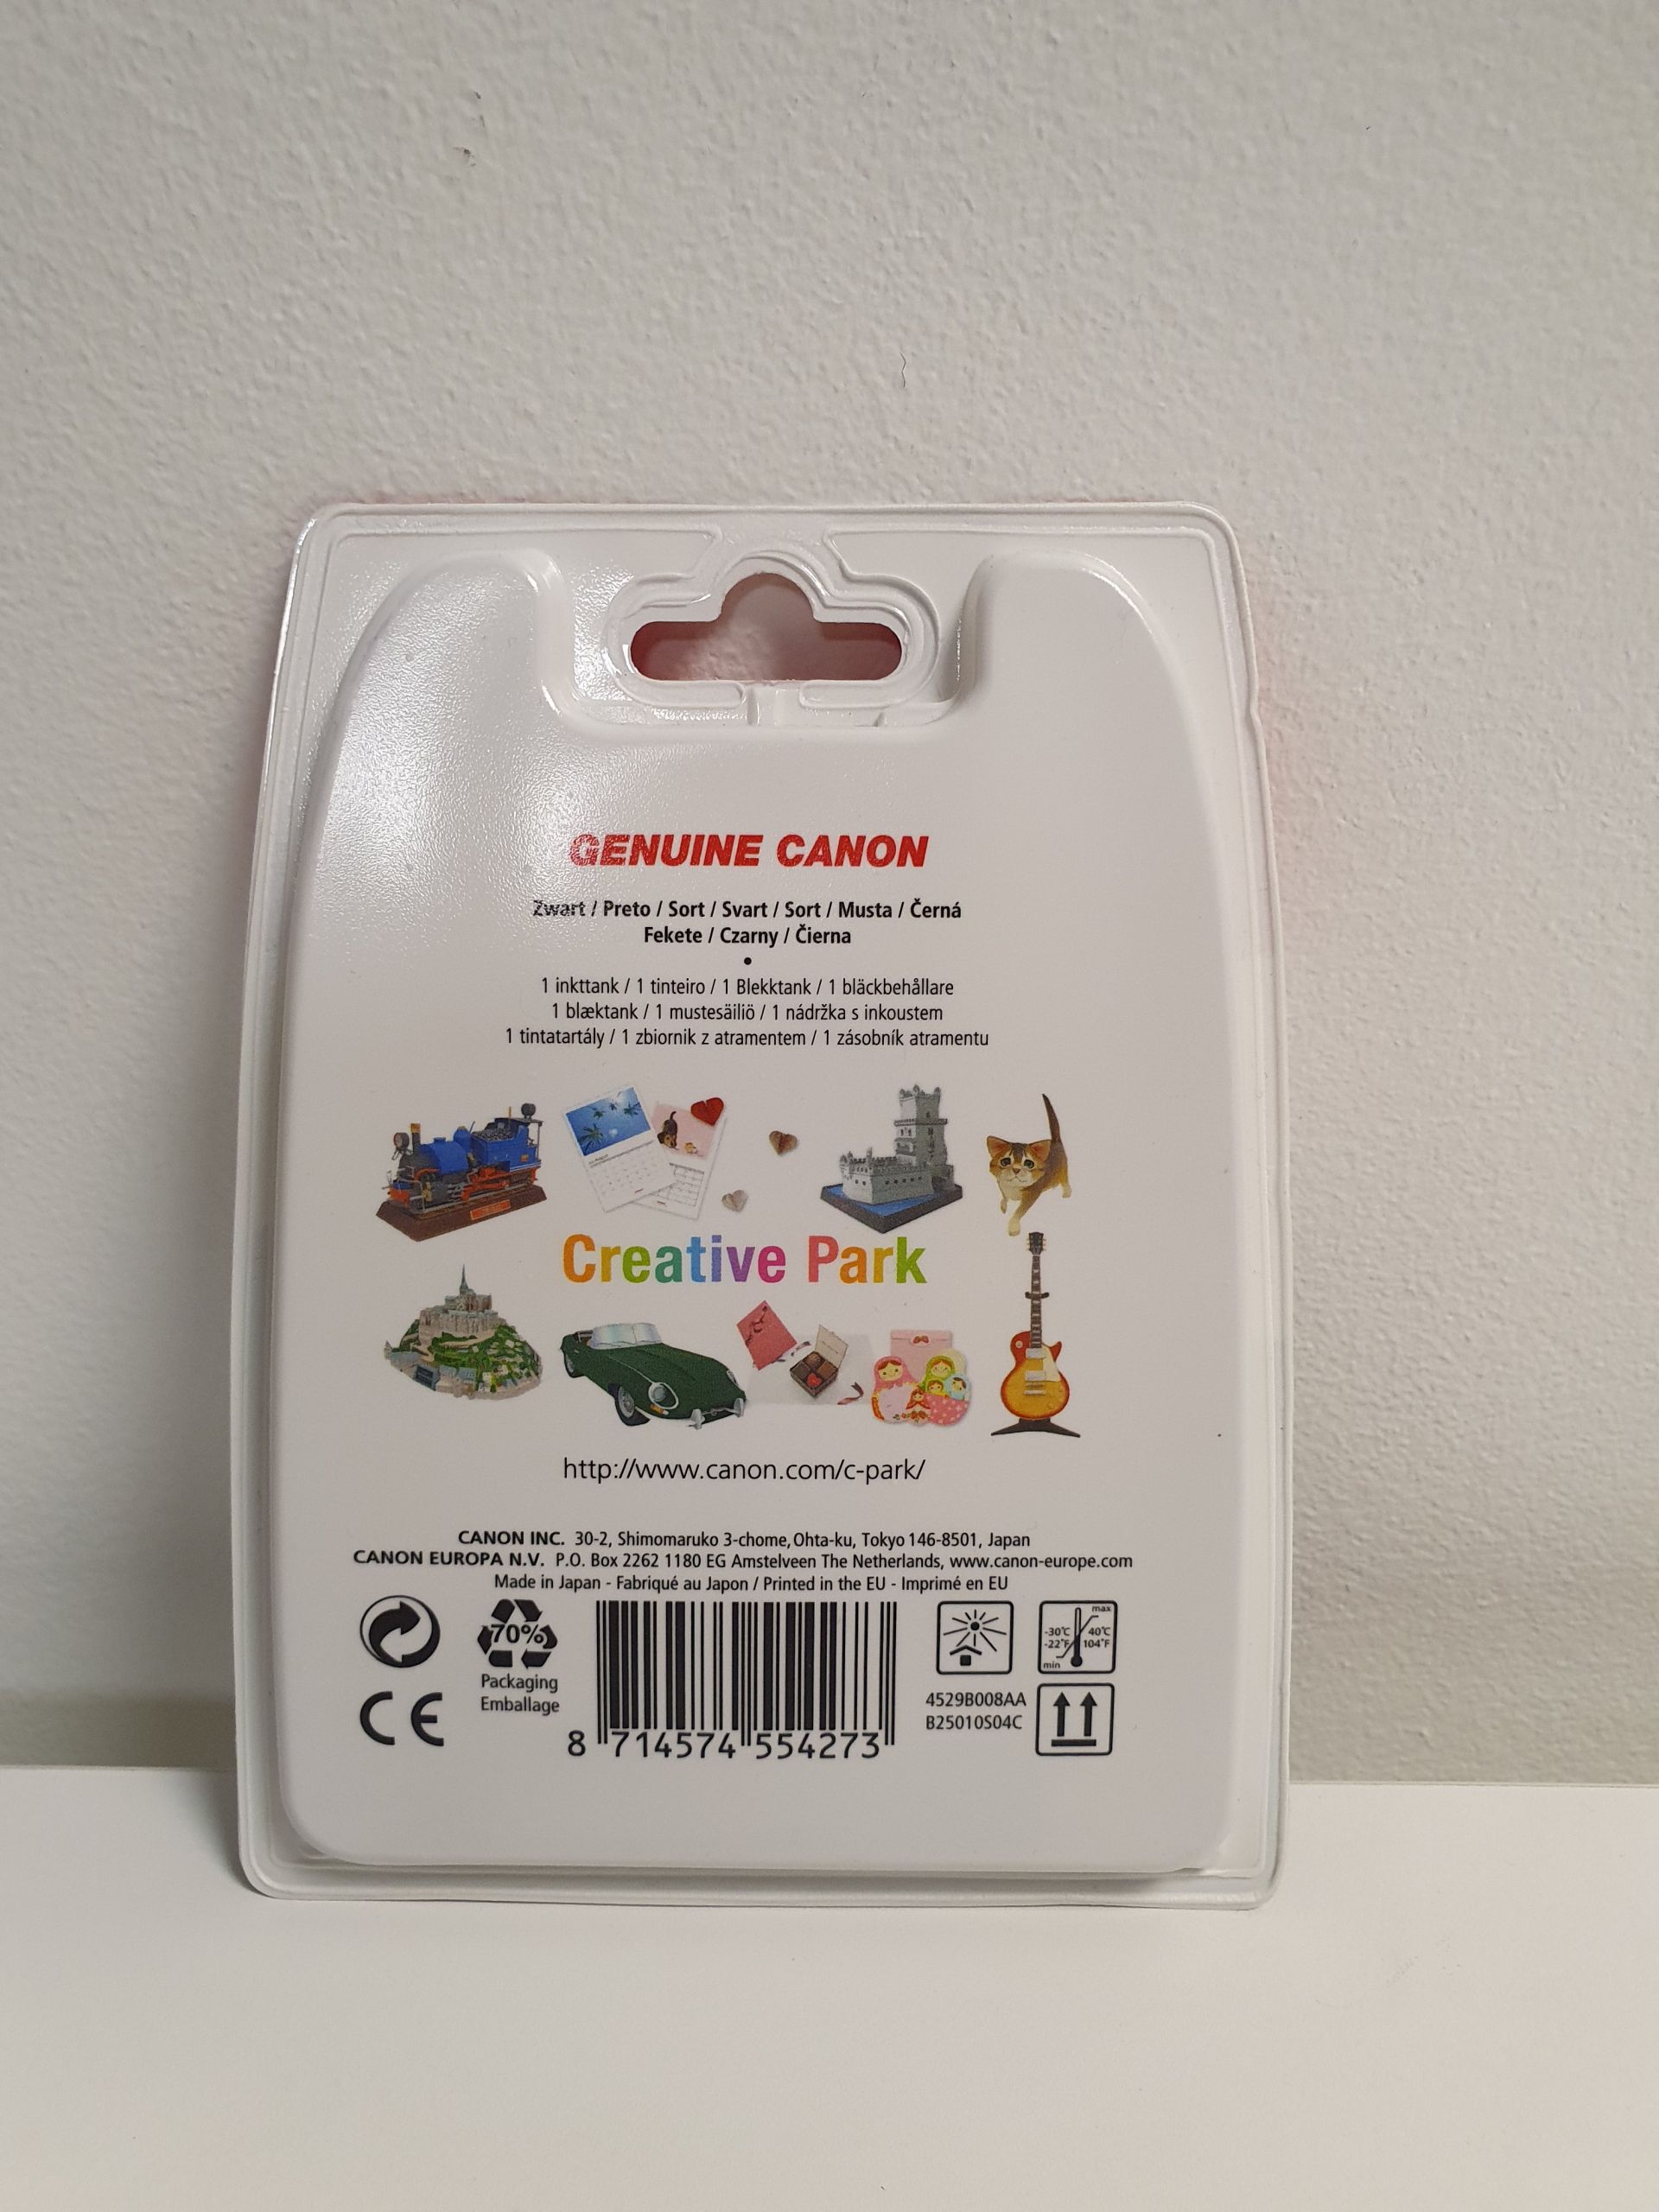 GENUINE CANON
Zwart / Preto / Sort / Svart / Sort / Musta / Černá
Fekete / Czarny / Čierna
•
1 inkttank / 1 tinteiro / 1 Blekktank / 1 bläckbehållare
1 blæktank / 1 mustesäiliö / 1 nádržka s inkoustem
1 tintatartály / 1 zbiornik z atramentem / 1 zásobník atramentu
Creative Park
http://www.canon.com/c-park/
CANON INC. 30-2, Shimomaruko 3-chome, Ohta-ku, Tokyo 146-8501, Japan
CANON EUROPA N.V. P.O. Box 2262 1180 EG Amstelveen The Netherlands, www.canon-europe.com
Made in Japan - Fabriqué au Japon / Printed in the EU - Imprimé en EU
70%
Packaging
Emballage
CE
8 714574 554273
max
-30℃ 40℃
-22℉ 104℉
min
4529B008AA
B25010S04C